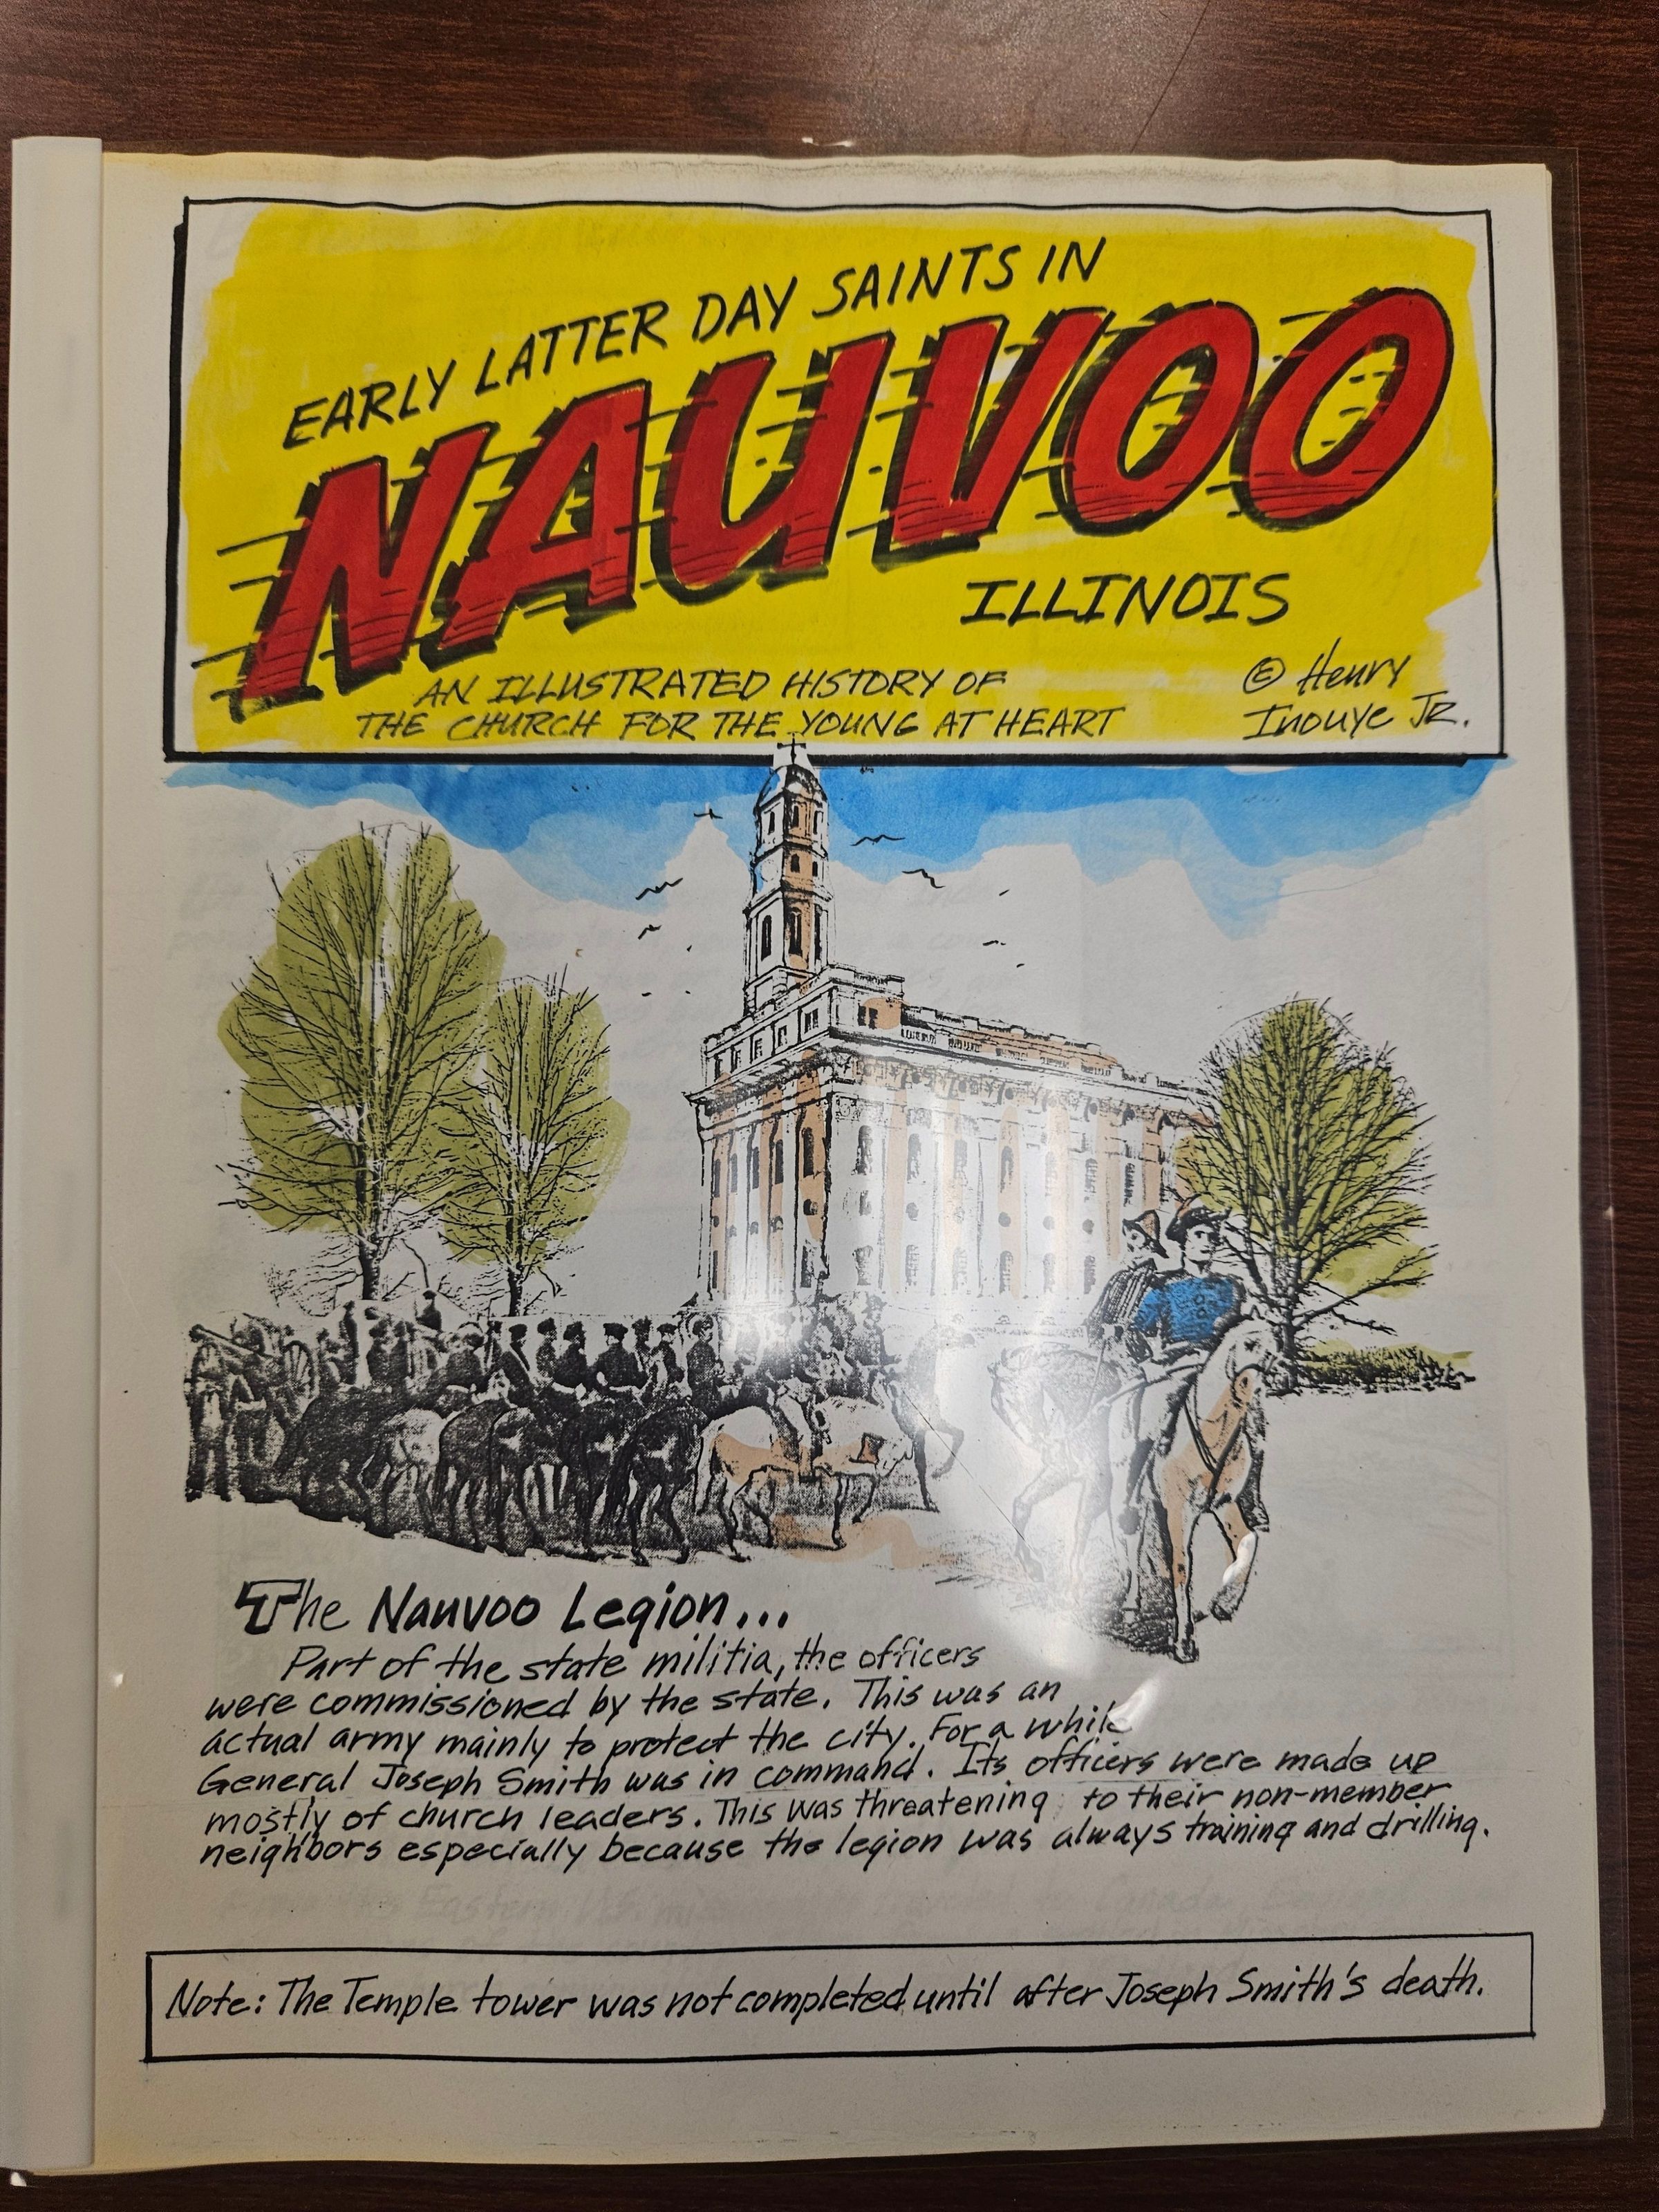 EARLY LATTER DAY SAINTS IN
NAUVOO
ILLINOIS
AN ILLUSTRATED HISTORY OF
THE CHURCH FOR THE YOUNG AT HEART
© Henry
Inouye JR.
The Nauvoo Legion...
Part of the state militia, the officers
were commissioned by the state. This was an
actual army mainly to protect the city. For a while
General Joseph Smith was in command. Its officers were made up
mostly of church leaders. This was threatening to their non-member
neighbors especially because the legion was always training and drilling.
Note: The Temple tower was not completed until after Joseph Smith's death.